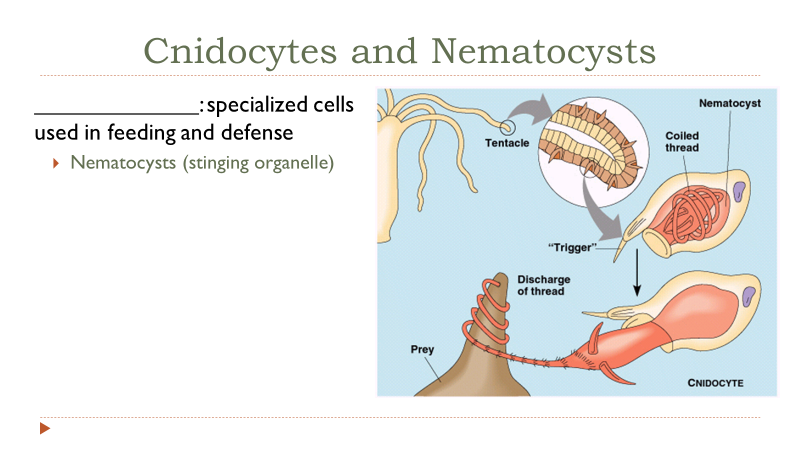 Cnidocytes and Nematocysts
_______________: specialized cells
used in feeding and defense
Nematocysts (stinging organelle)
Nematocyst
Coiled
thread
Tentacle
“Trigger”
Discharge
of thread
Prey
CNIDOCYTE